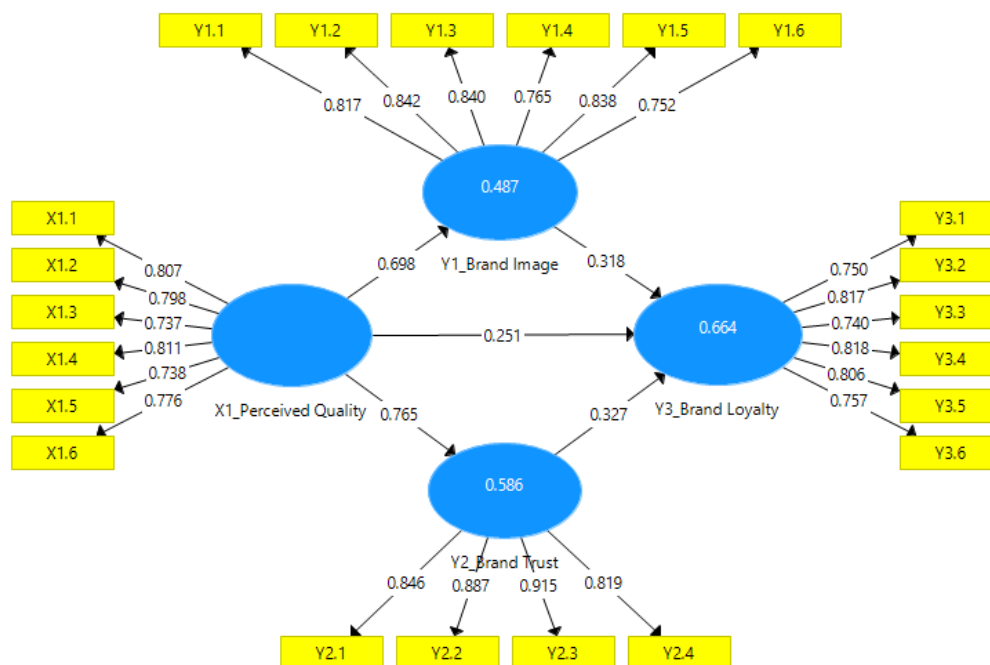 Y1.1 Y1.2 Y1.3 Y1.4 Y1.5 Y1.6
0.817 0.842 0.840 0.765 0.838 0.752
0.487
Y1_Brand Image
X1.1
X1.2
X1.3
X1.4
X1.5
X1.6
0.807
0.798
0.737
0.811
0.738
0.776
X1_Perceived Quality
0.698
0.318
0.251
0.765
0.327
0.664
Y3_Brand Loyalty
0.750
0.817
0.740
0.818
0.806
0.757
Y3.1
Y3.2
Y3.3
Y3.4
Y3.5
Y3.6
0.586
Y2_Brand Trust
0.846 0.887 0.915 0.819
Y2.1 Y2.2 Y2.3 Y2.4